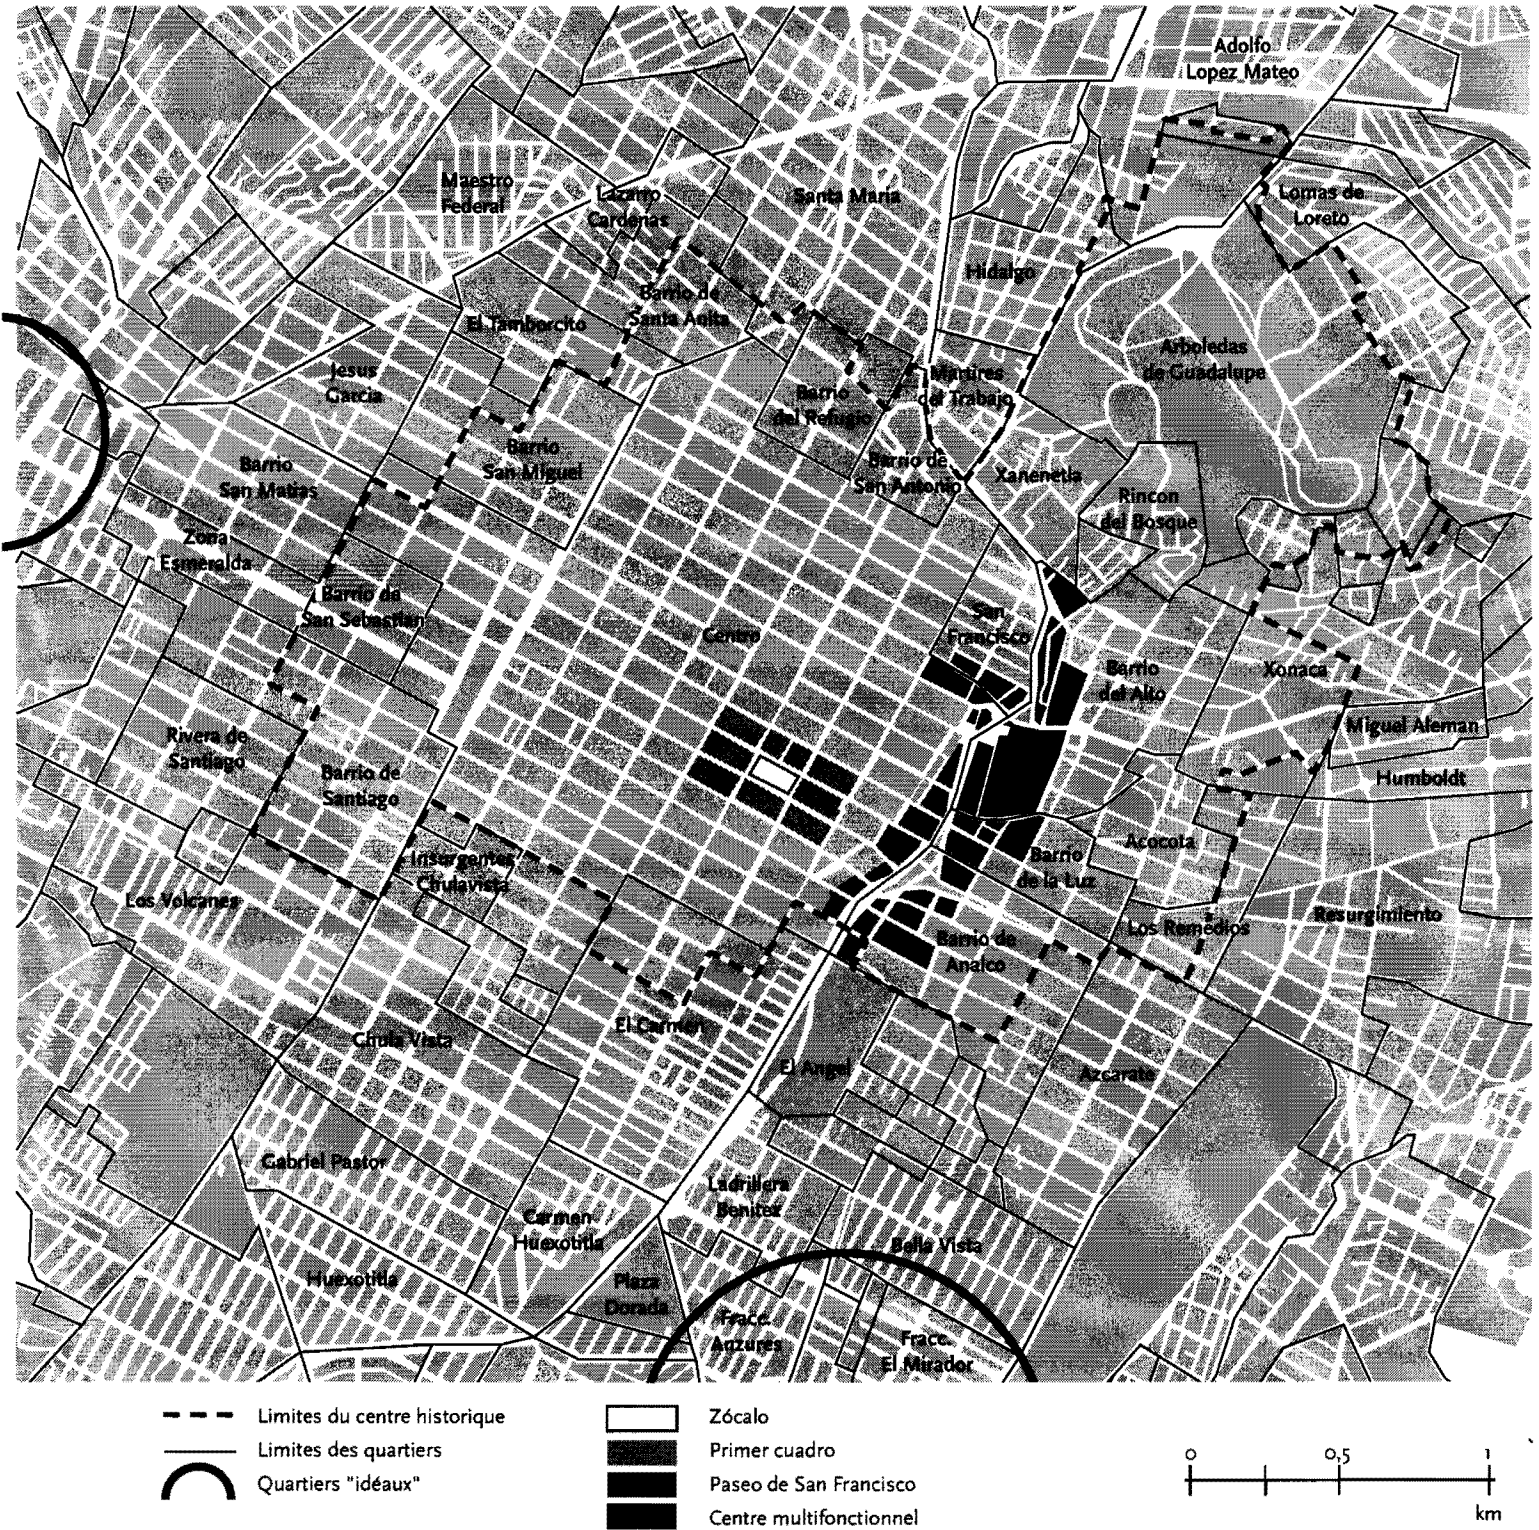 Adolfo
Lopez Mateo
Maestro
Federal
Lazarro
Cardenas
Santa Maria
Lomas de
Loreto
Hidalgo
Barrio de
Santa Anita
El Tamborcito
Arboledas
de Guadalupe
Jesus
Garcia
Martires
del Trabajo
Barrio
del Refugio
Barrio
San Miguel
Barrio
San Matias
Barrio de
San Antonio
Xanenetla
Rincon
del Bosque
Zona
Esmeralda
Barrio de
San Sebastian
San
Francisco
Centro
Barrio
del Alto
Xonaca
Miguel Aleman
Rivera de
Santiago
Barrio de
Santiago
Humboldt
Acocota
Insurgentes
Chulavista
Barrio
de la Luz
Los Volcanes
Resurgimiento
Los Remedios
Barrio de
Analco
El Carmen
Chula Vista
El Angel
Azcarate
Gabriel Pastor
Ladrillera
Benitez
Carmen
Huexotitla
Bella Vista
Huexotitla
Plaza
Dorada
Fracc.
Anzures
Fracc.
El Mirador
Limites du centre historique
Limites des quartiers
Quartiers "idéaux"
Zócalo
Primer cuadro
Paseo de San Francisco
Centre multifonctionnel
0 0,5 1
km